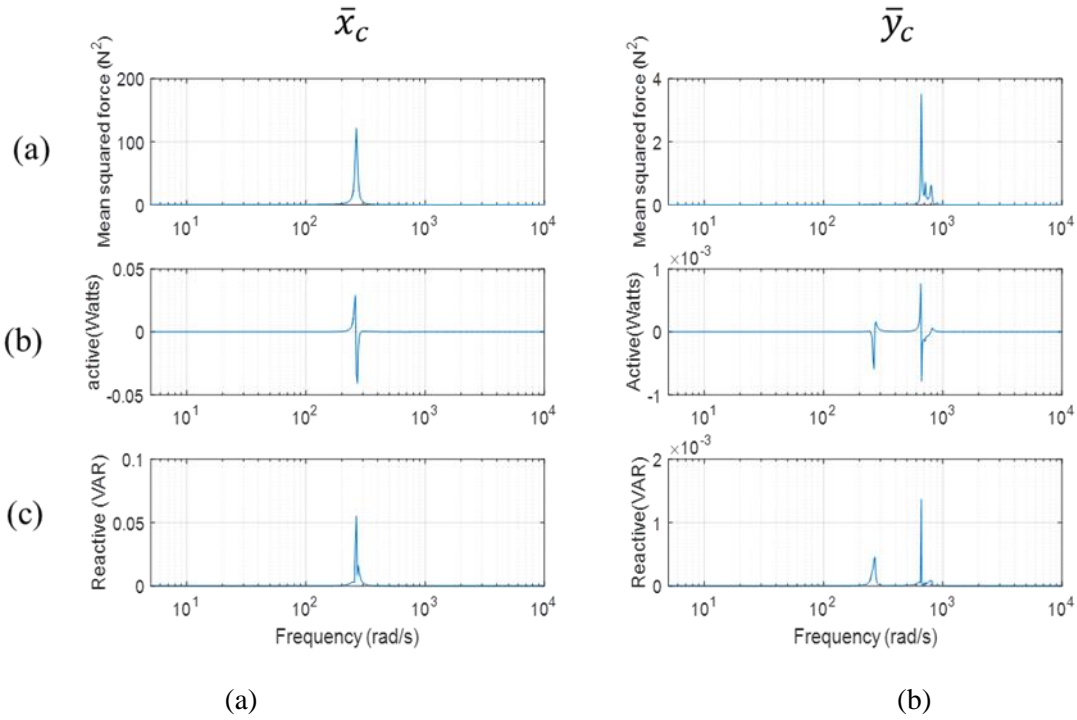 x̄_C
ȳ_C
(a)
Mean squared force (N²)
200
100
0
10¹ 10² 10³ 10⁴
Mean squared force (N²)
4
2
0
10¹ 10² 10³ 10⁴
(b)
active(Watts)
0.05
0
-0.05
10¹ 10² 10³ 10⁴
Active(Watts)
×10⁻³
1
0
-1
10¹ 10² 10³ 10⁴
(c)
Reactive (VAR)
0.1
0.05
0
10¹ 10² 10³ 10⁴
Frequency (rad/s)
Reactive(VAR)
×10⁻³
2
1
0
10¹ 10² 10³ 10⁴
Frequency (rad/s)
(a)
(b)